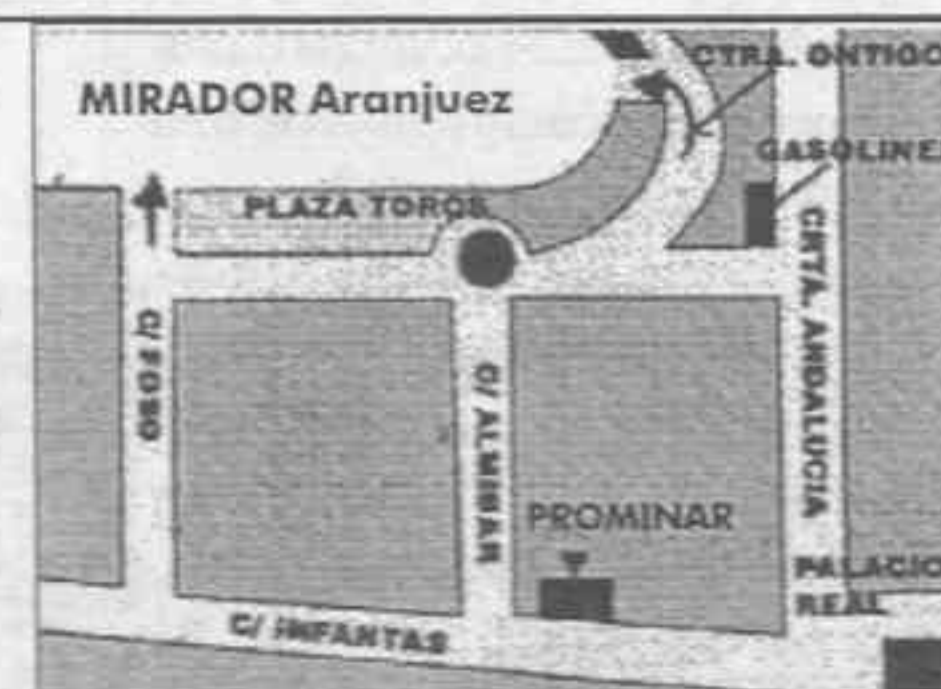 CTRA. ONTIGO
MIRADOR Aranjuez
GASOLINE
PLAZA TOROS
CRTA. ANDALUCIA
C/ FOSO
C/ ALMIBAR
PROMINAR
PALACIO
REAL
C/ INFANTAS